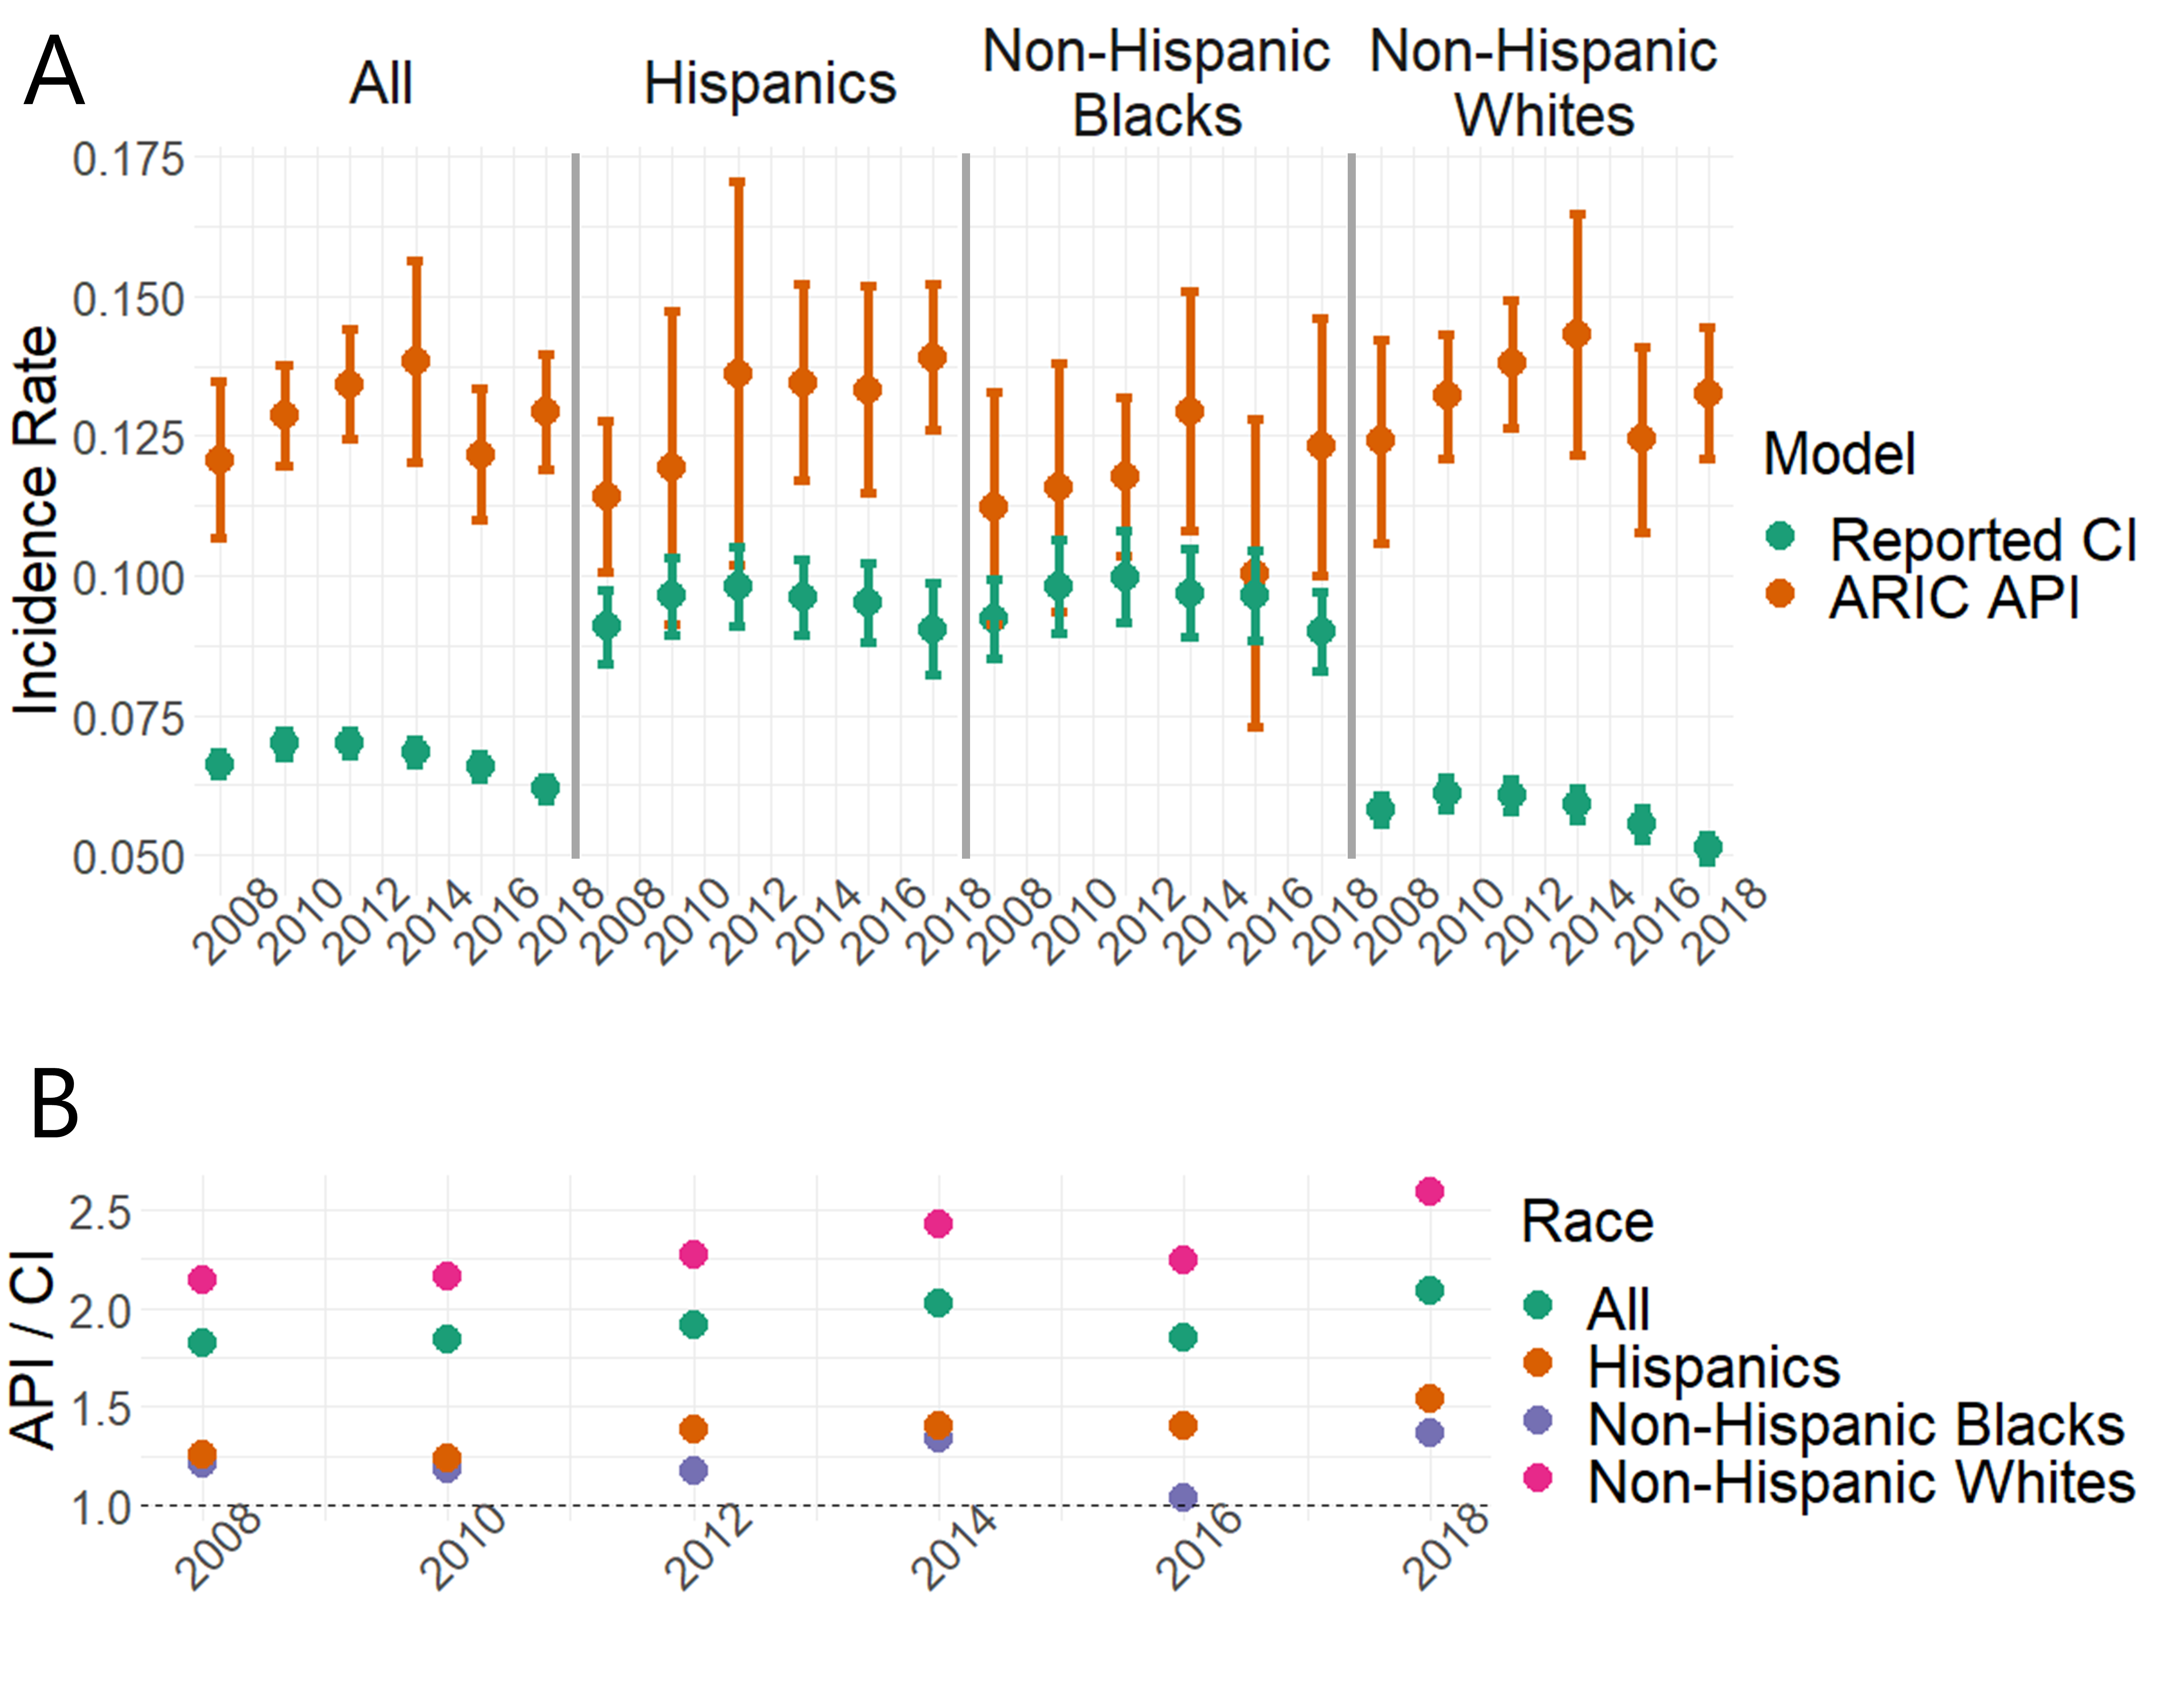 A
All
Hispanics
Non-Hispanic
Blacks
Non-Hispanic
Whites
Incidence Rate
0.175
0.150
0.125
0.100
0.075
0.050
2008 2010 2012 2014 2016 2018 2008 2010 2012 2014 2016 2018 2008 2010 2012 2014 2016 2018 2008 2010 2012 2014 2016 2018
Model
Reported CI
ARIC API
B
API / CI
2.5
2.0
1.5
1.0
2008 2010 2012 2014 2016 2018
Race
All
Hispanics
Non-Hispanic Blacks
Non-Hispanic Whites